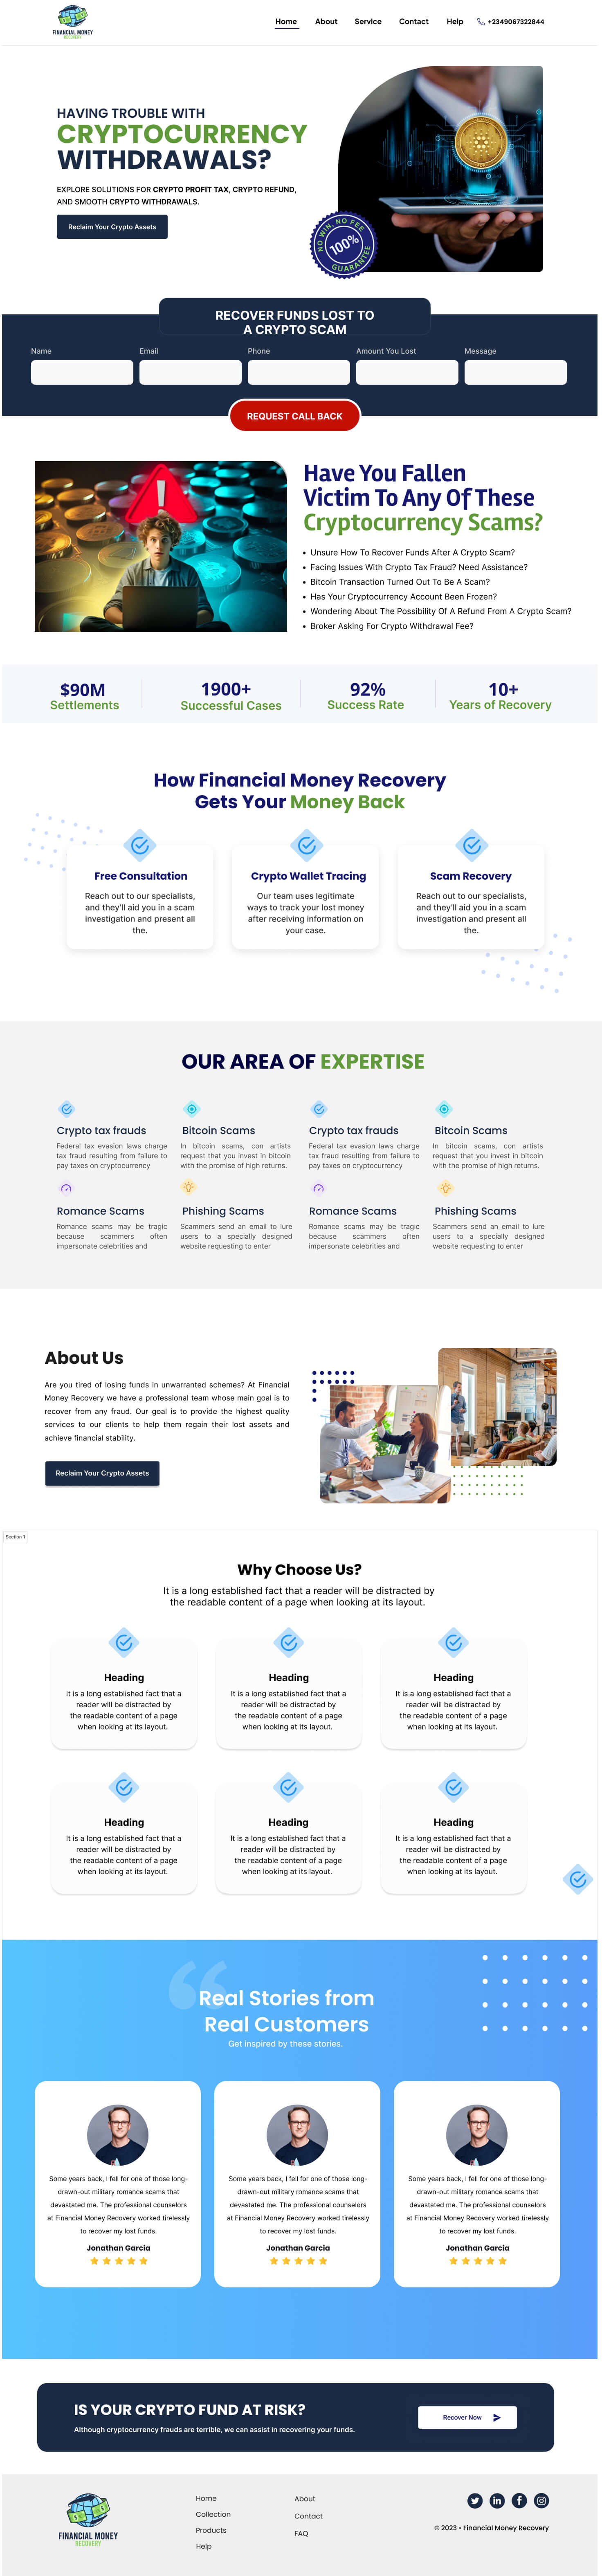 FINANCIAL MONEY
RECOVERY
Home
About
Service
Contact
Help
+2349067322844
HAVING TROUBLE WITH
CRYPTOCURRENCY
WITHDRAWALS?
EXPLORE SOLUTIONS FOR CRYPTO PROFIT TAX, CRYPTO REFUND,
AND SMOOTH CRYPTO WITHDRAWALS.
Reclaim Your Crypto Assets
NO WIN, NO FEE
100%
GUARANTEE
RECOVER FUNDS LOST TO
A CRYPTO SCAM
Name
Email
Phone
Amount You Lost
Message
REQUEST CALL BACK
Have You Fallen
Victim To Any Of These
Cryptocurrency Scams?
• Unsure How To Recover Funds After A Crypto Scam?
• Facing Issues With Crypto Tax Fraud? Need Assistance?
• Bitcoin Transaction Turned Out To Be A Scam?
• Has Your Cryptocurrency Account Been Frozen?
• Wondering About The Possibility Of A Refund From A Crypto Scam?
• Broker Asking For Crypto Withdrawal Fee?
$90M
Settlements
1900+
Successful Cases
92%
Success Rate
10+
Years of Recovery
How Financial Money Recovery
Gets Your Money Back
Free Consultation
Reach out to our specialists,
and they'll aid you in a scam
investigation and present all
the.
Crypto Wallet Tracing
Our team uses legitimate
ways to track your lost money
after receiving information on
your case.
Scam Recovery
Reach out to our specialists,
and they'll aid you in a scam
investigation and present all
the.
OUR AREA OF EXPERTISE
Crypto tax frauds
Federal tax evasion laws charge
tax fraud resulting from failure to
pay taxes on cryptocurrency
Bitcoin Scams
In bitcoin scams, con artists
request that you invest in bitcoin
with the promise of high returns.
Crypto tax frauds
Federal tax evasion laws charge
tax fraud resulting from failure to
pay taxes on cryptocurrency
Bitcoin Scams
In bitcoin scams, con artists
request that you invest in bitcoin
with the promise of high returns.
Romance Scams
Romance scams may be tragic
because scammers often
impersonate celebrities and
Phishing Scams
Scammers send an email to lure
users to a specially designed
website requesting to enter
Romance Scams
Romance scams may be tragic
because scammers often
impersonate celebrities and
Phishing Scams
Scammers send an email to lure
users to a specially designed
website requesting to enter
About Us
Are you tired of losing funds in unwarranted schemes? At Financial
Money Recovery we have a professional team whose main goal is to
recover from any fraud. Our goal is to provide the highest quality
services to our clients to help them regain their lost assets and
achieve financial stability.
Reclaim Your Crypto Assets
Section 1
Why Choose Us?
It is a long established fact that a reader will be distracted by
the readable content of a page when looking at its layout.
Heading
It is a long established fact that a
reader will be distracted by
the readable content of a page
when looking at its layout.
Heading
It is a long established fact that a
reader will be distracted by
the readable content of a page
when looking at its layout.
Heading
It is a long established fact that a
reader will be distracted by
the readable content of a page
when looking at its layout.
Heading
It is a long established fact that a
reader will be distracted by
the readable content of a page
when looking at its layout.
Heading
It is a long established fact that a
reader will be distracted by
the readable content of a page
when looking at its layout.
Heading
It is a long established fact that a
reader will be distracted by
the readable content of a page
when looking at its layout.
Real Stories from
Real Customers
Get inspired by these stories.
Some years back, I fell for one of those long-
drawn-out military romance scams that
devastated me. The professional counselors
at Financial Money Recovery worked tirelessly
to recover my lost funds.
Jonathan Garcia
Some years back, I fell for one of those long-
drawn-out military romance scams that
devastated me. The professional counselors
at Financial Money Recovery worked tirelessly
to recover my lost funds.
Jonathan Garcia
Some years back, I fell for one of those long-
drawn-out military romance scams that
devastated me. The professional counselors
at Financial Money Recovery worked tirelessly
to recover my lost funds.
Jonathan Garcia
IS YOUR CRYPTO FUND AT RISK?
Although cryptocurrency frauds are terrible, we can assist in recovering your funds.
Recover Now
FINANCIAL MONEY
RECOVERY
Home
Collection
Products
Help
About
Contact
FAQ
© 2023 • Financial Money Recovery